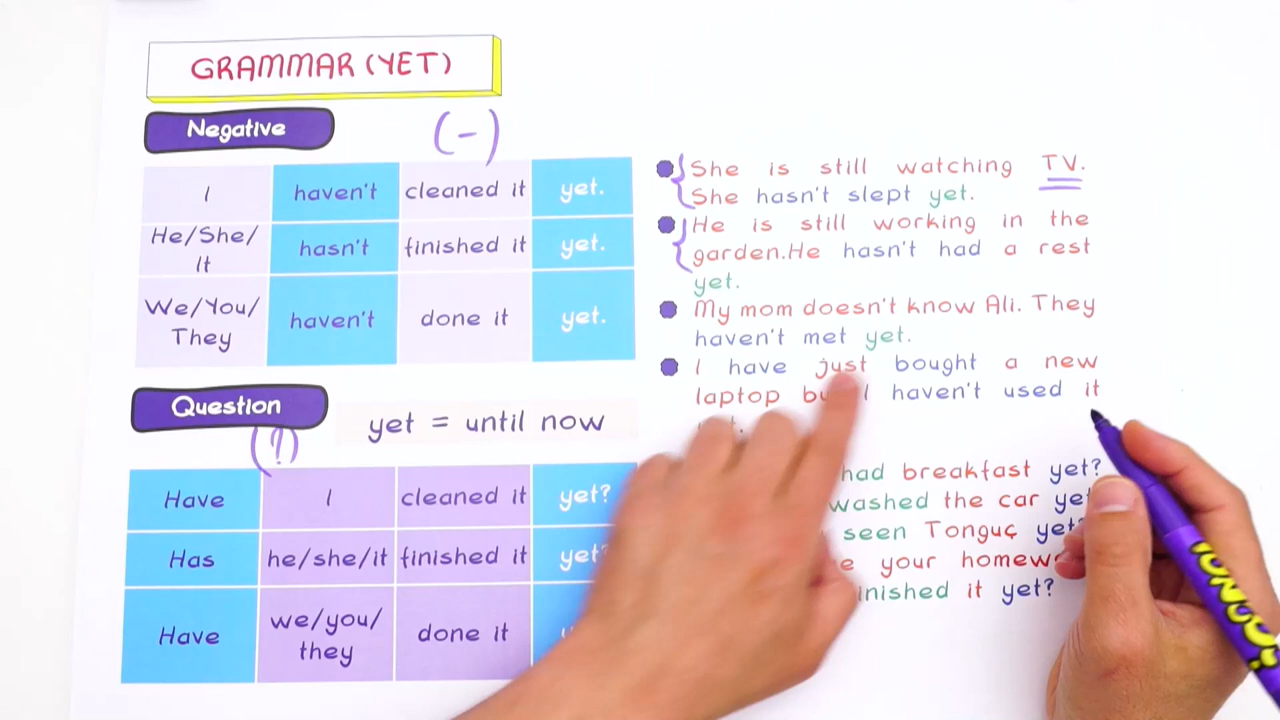 GRAMMAR (YET)
Negative
(-)
I haven't cleaned it yet.
He/She/
It hasn't finished it yet.
We/You/
They haven't done it yet.
Question
(?)
yet = until now
Have I cleaned it yet?
Has he/she/it finished it
Have we/you/
they done it
She is still watching TV.
She hasn't slept yet.
He is still working in the
garden.He hasn't had a rest
yet.
My mom doesn't know Ali. They
haven't met yet.
I have just bought a new
laptop I haven't used it
had breakfast yet?
washed the car
seen Tonguç
your
it yet?
TONGUÇ